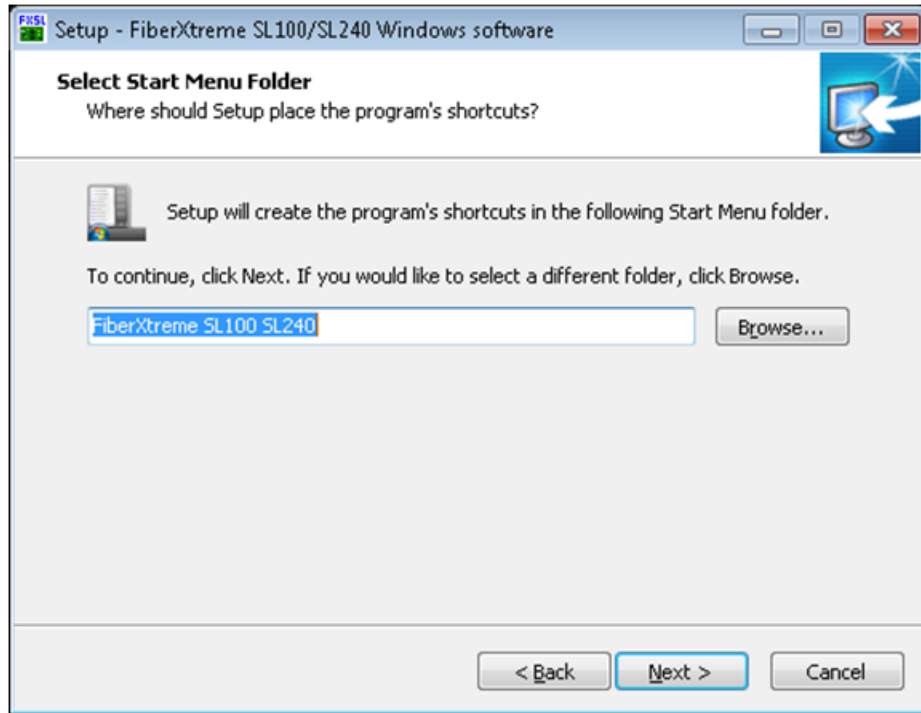 FXSL
Setup - FiberXtreme SL100/SL240 Windows software
Select Start Menu Folder
Where should Setup place the program's shortcuts?
Setup will create the program's shortcuts in the following Start Menu folder.
To continue, click Next. If you would like to select a different folder, click Browse.
FiberXtreme SL100 SL240
Browse...
< Back
Next >
Cancel